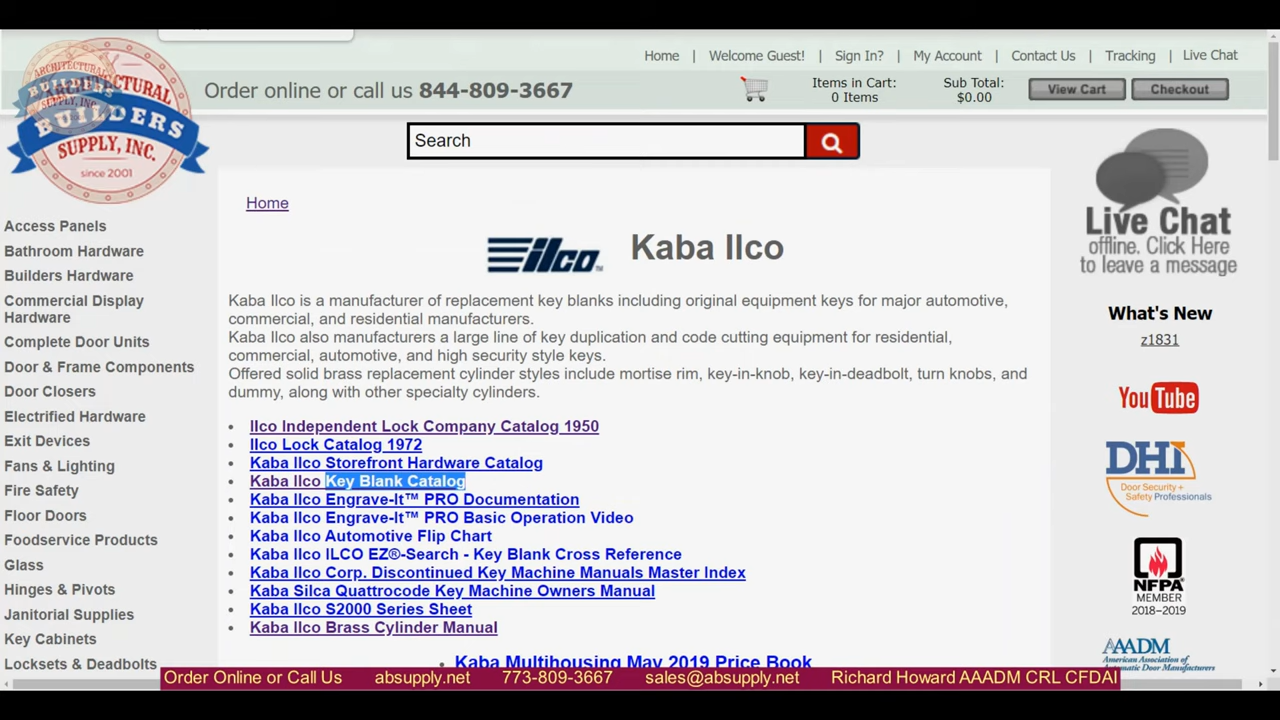 Home | Welcome Guest! | Sign In? | My Account | Contact Us | Tracking | Live Chat
ARCHITECTURAL
BUILDERS
SUPPLY, INC.
since 2001
Order online or call us 844-809-3667
Items in Cart:
0 Items
Sub Total:
$0.00
View Cart
Checkout
Search
Live Chat
offline. Click Here
to leave a message
Home
ilco
Kaba Ilco
Access Panels
Bathroom Hardware
Builders Hardware
Commercial Display
Hardware
Complete Door Units
Door & Frame Components
Door Closers
Electrified Hardware
Exit Devices
Fans & Lighting
Fire Safety
Floor Doors
Foodservice Products
Glass
Hinges & Pivots
Janitorial Supplies
Key Cabinets
Locksets & Deadbolts
Kaba Ilco is a manufacturer of replacement key blanks including original equipment keys for major automotive,
commercial, and residential manufacturers.
Kaba Ilco also manufacturers a large line of key duplication and code cutting equipment for residential,
commercial, automotive, and high security style keys.
Offered solid brass replacement cylinder styles include mortise rim, key-in-knob, key-in-deadbolt, turn knobs, and
dummy, along with other specialty cylinders.
• Ilco Independent Lock Company Catalog 1950
• Ilco Lock Catalog 1972
• Kaba Ilco Storefront Hardware Catalog
• Kaba Ilco Key Blank Catalog
• Kaba Ilco Engrave-It™ PRO Documentation
• Kaba Ilco Engrave-It™ PRO Basic Operation Video
• Kaba Ilco Automotive Flip Chart
• Kaba Ilco ILCO EZ®-Search - Key Blank Cross Reference
• Kaba Ilco Corp. Discontinued Key Machine Manuals Master Index
• Kaba Silca Quattrocode Key Machine Owners Manual
• Kaba Ilco S2000 Series Sheet
• Kaba Ilco Brass Cylinder Manual
• Kaba Multihousing May 2019 Price Book
What's New
z1831
YouTube
DHI
Door Security +
Safety Professionals
NFPA
MEMBER
2018–2019
AAADM
American Association of
Automatic Door Manufacturers
Order Online or Call Us absupply.net 773-809-3667 sales@absupply.net Richard Howard AAADM CRL CFDAI